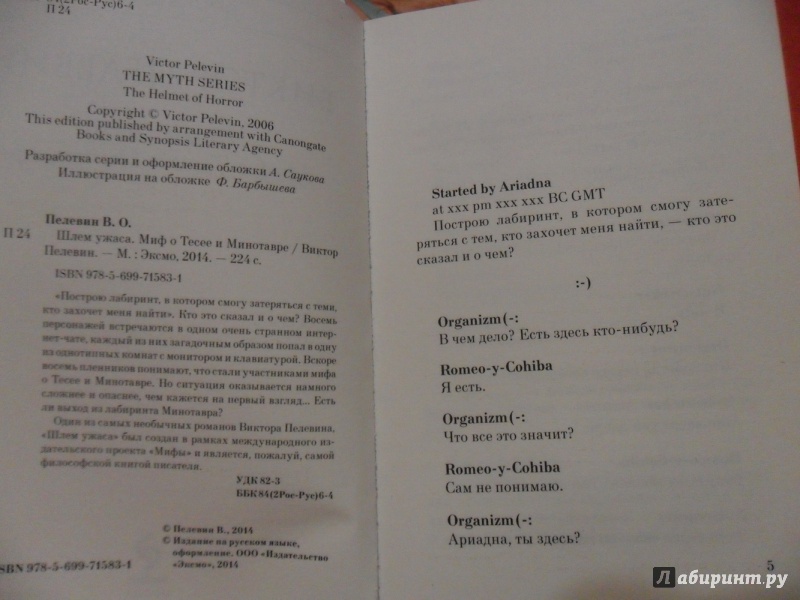 84(2Рос-Рус)6-4
П 24
Victor Pelevin
THE MYTH SERIES
The Helmet of Horror
Copyright © Victor Pelevin, 2006
This edition published by arrangement with Canongate
Books and Synopsis Literary Agency
Разработка серии и оформление обложки А. Саукова
Иллюстрация на обложке Ф. Барбышева
Пелевин В. О.
П 24
Шлем ужаса. Миф о Тесее и Минотавре / Виктор
Пелевин. — М. : Эксмо, 2014. — 224 с.
ISBN 978-5-699-71583-1
«Построю лабиринт, в котором смогу затеряться с теми,
кто захочет меня найти». Кто это сказал и о чем? Восемь
персонажей встречаются в одном очень странном интер-
нет-чате, каждый из них загадочным образом попал в одну
из однотипных комнат с монитором и клавиатурой. Вскоре
восемь пленников понимают, что стали участниками мифа
о Тесее и Минотавре. Но ситуация оказывается намного
сложнее и опаснее, чем кажется на первый взгляд... Есть
ли выход из лабиринта Минотавра?
Один из самых необычных романов Виктора Пелевина,
«Шлем ужаса» был создан в рамках международного из-
дательского проекта «Мифы» и является, пожалуй, самой
философской книгой писателя.
УДК 82-3
ББК 84(2Рос-Рус)6-4
© Пелевин В., 2014
© Издание на русском языке,
оформление. ООО «Издательство
«Эксмо», 2014
ISBN 978-5-699-71583-1
Started by Ariadna
at xxx pm xxx xxx BC GMT
Построю лабиринт, в котором смогу зате-
ряться с тем, кто захочет меня найти, — кто это
сказал и о чем?
:-)
Organizm(-:
В чем дело? Есть здесь кто-нибудь?
Romeo-y-Cohiba
Я есть.
Organizm(-:
Что все это значит?
Romeo-y-Cohiba
Сам не понимаю.
Organizm(-:
Ариадна, ты здесь?
5
Лабиринт.ру